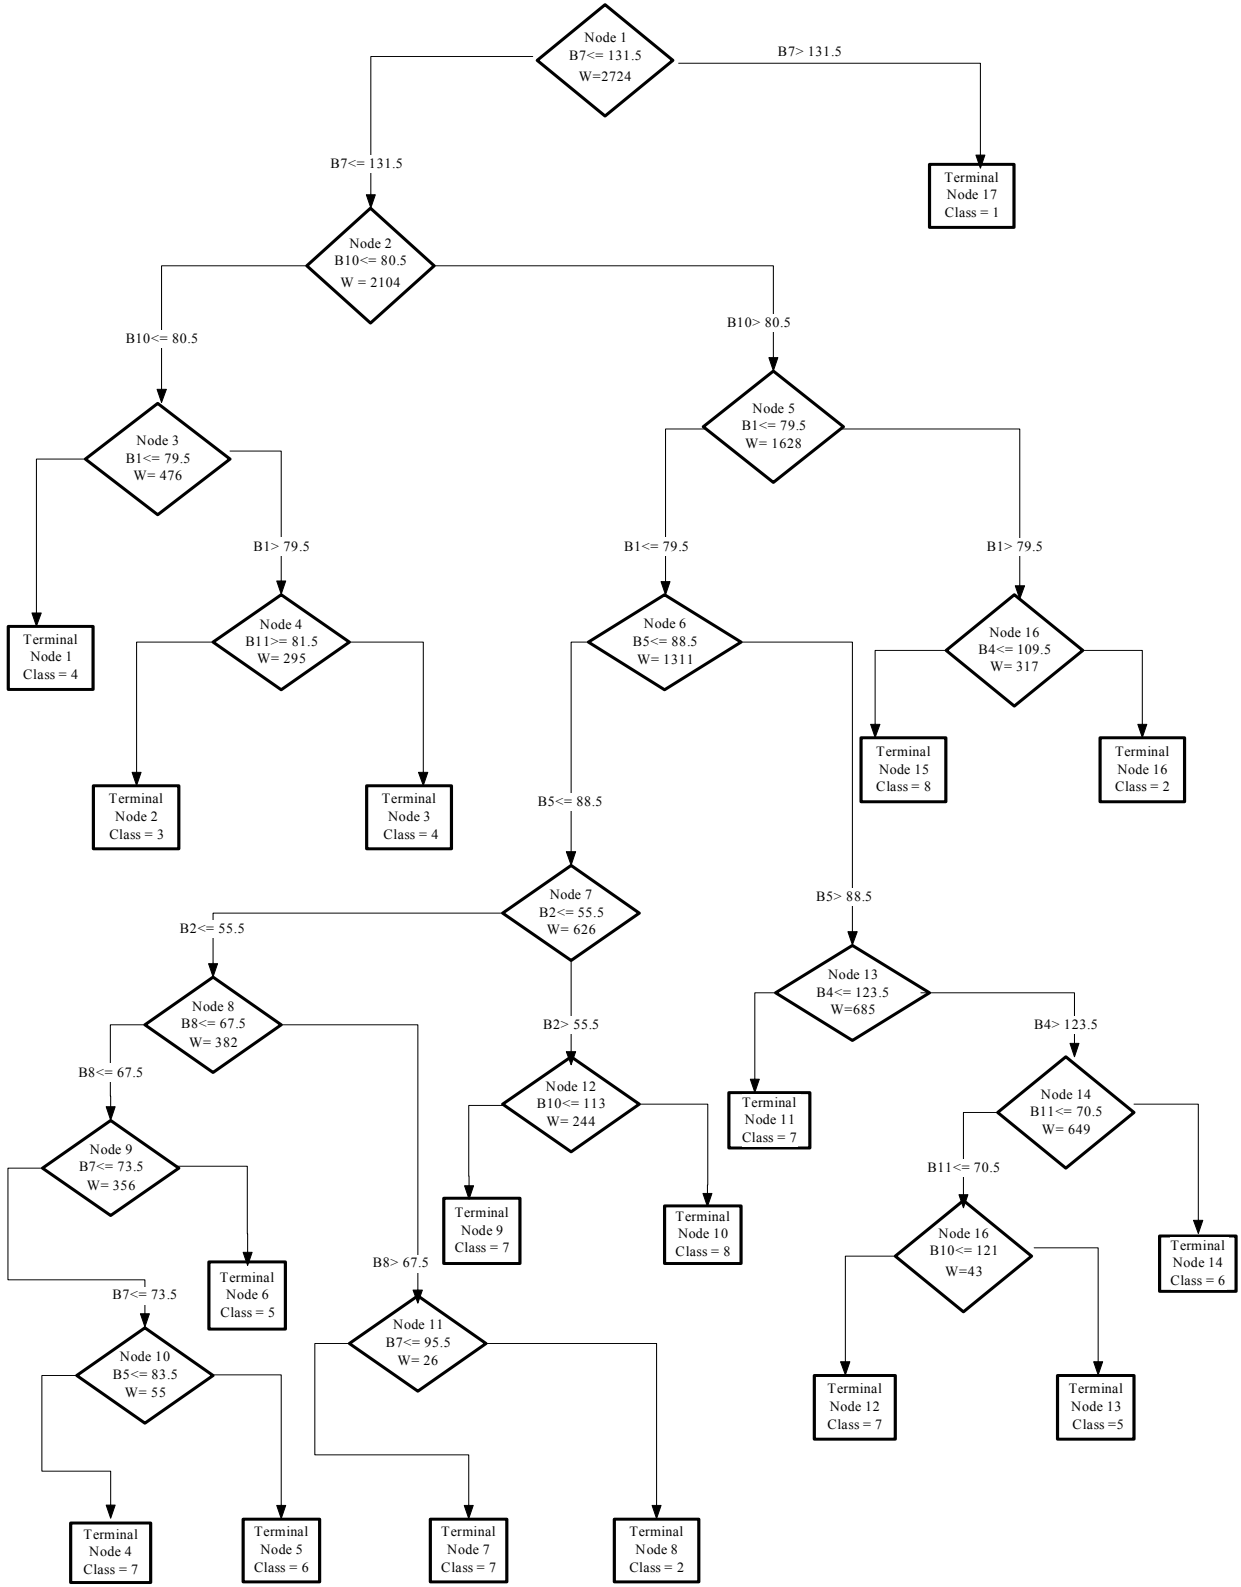 Node 1
B7<= 131.5
W=2724
B7> 131.5
B7<= 131.5
Terminal
Node 17
Class = 1
Node 2
B10<= 80.5
W = 2104
B10<= 80.5
B10> 80.5
Node 3
B1<= 79.5
W= 476
Node 5
B1<= 79.5
W= 1628
B1> 79.5
B1<= 79.5
B1> 79.5
Terminal
Node 1
Class = 4
Node 4
B11>= 81.5
W= 295
Node 6
B5<= 88.5
W= 1311
Node 16
B4<= 109.5
W= 317
Terminal
Node 2
Class = 3
Terminal
Node 3
Class = 4
Terminal
Node 15
Class = 8
Terminal
Node 16
Class = 2
B5<= 88.5
B5> 88.5
Node 7
B2<= 55.5
W= 626
B2<= 55.5
Node 13
B4<= 123.5
W=685
Node 8
B8<= 67.5
W= 382
B2> 55.5
B4> 123.5
B8<= 67.5
Node 12
B10<= 113
W= 244
Terminal
Node 11
Class = 7
Node 14
B11<= 70.5
W= 649
Node 9
B7<= 73.5
W= 356
B11<= 70.5
Terminal
Node 9
Class = 7
Terminal
Node 10
Class = 8
Node 16
B10<= 121
W=43
Terminal
Node 14
Class = 6
B8> 67.5
Terminal
Node 6
Class = 5
B7<= 73.5
Node 10
B5<= 83.5
W= 55
Node 11
B7<= 95.5
W= 26
Terminal
Node 12
Class = 7
Terminal
Node 13
Class =5
Terminal
Node 4
Class = 7
Terminal
Node 5
Class = 6
Terminal
Node 7
Class = 7
Terminal
Node 8
Class = 2